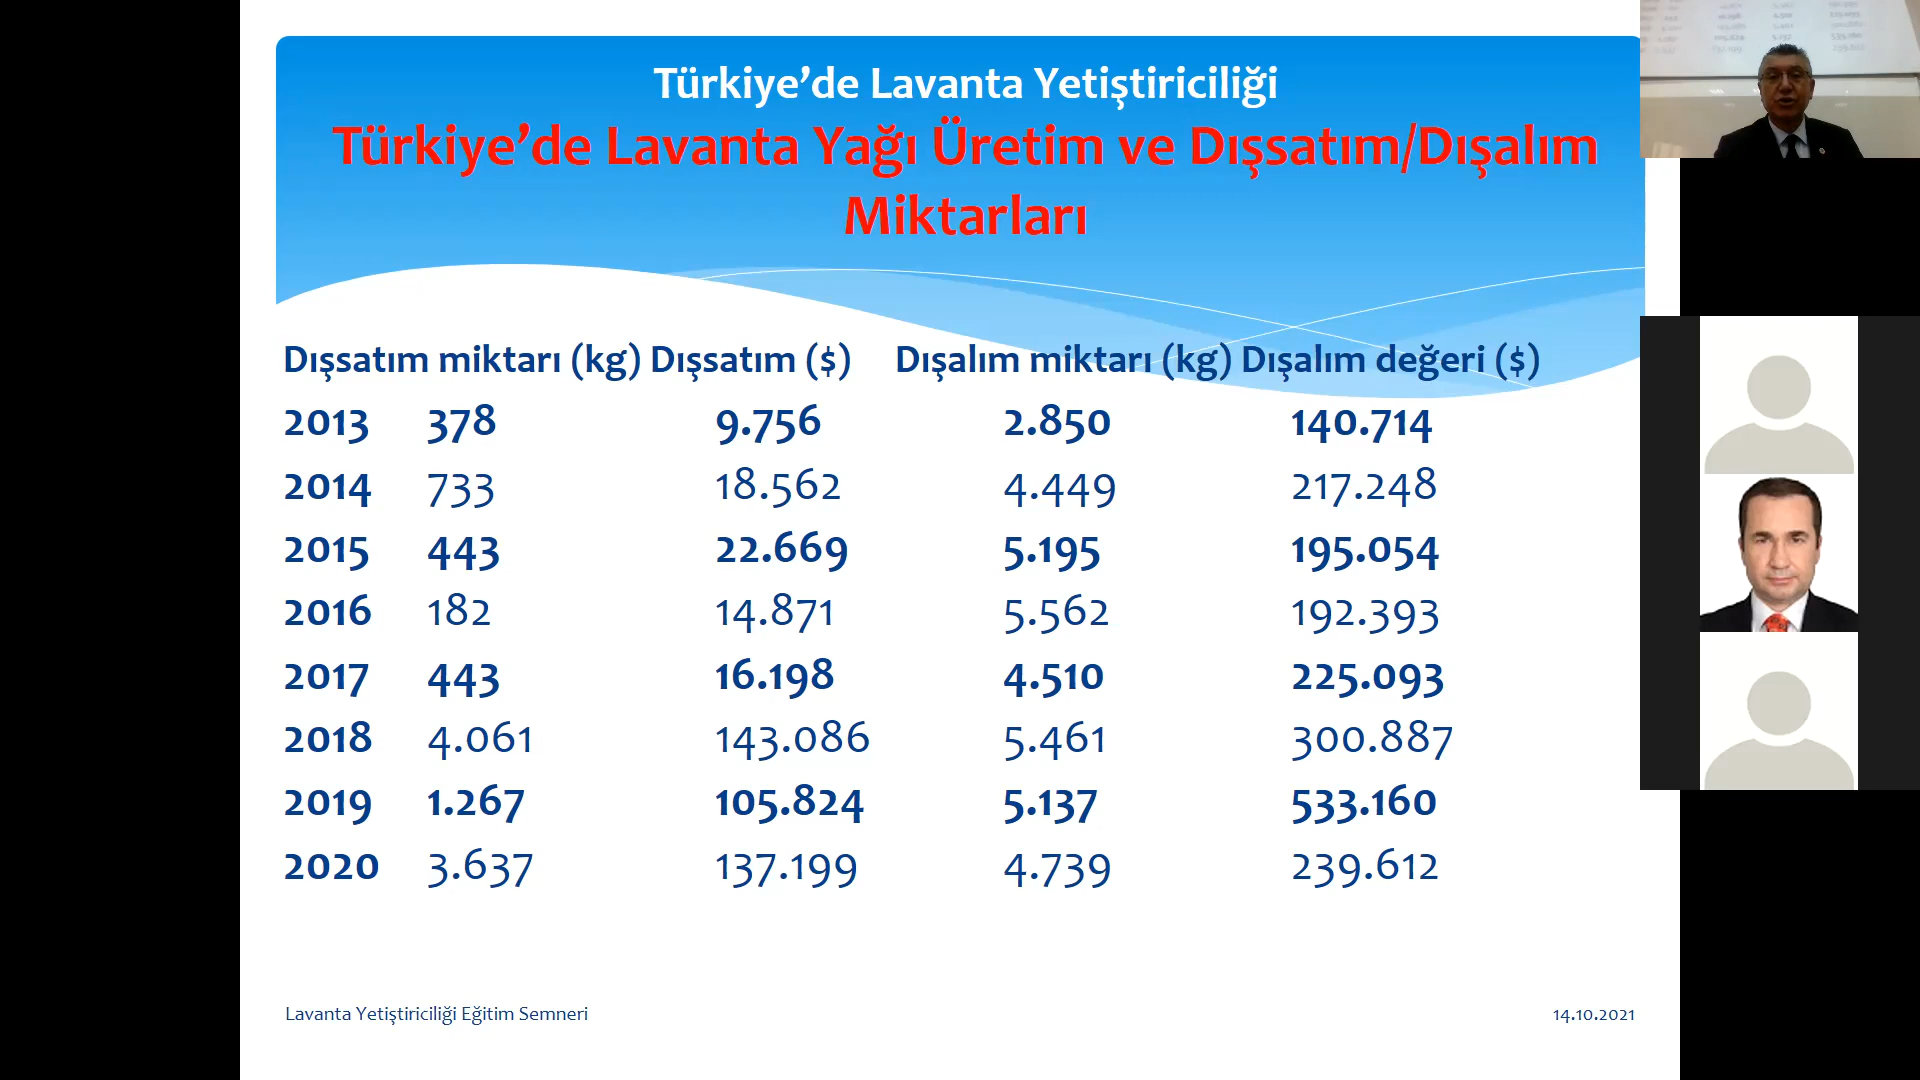 Türkiye’de Lavanta Yetiştiriciliği
Türkiye’de Lavanta Yağı Üretim ve Dışsatım/Dışalım
Miktarları
Dışsatım miktarı (kg) Dışsatım ($) Dışalım miktarı (kg) Dışalım değeri ($)
2013 378 9.756 2.850 140.714
2014 733 18.562 4.449 217.248
2015 443 22.669 5.195 195.054
2016 182 14.871 5.562 192.393
2017 443 16.198 4.510 225.093
2018 4.061 143.086 5.461 300.887
2019 1.267 105.824 5.137 533.160
2020 3.637 137.199 4.739 239.612
Lavanta Yetiştiriciliği Eğitim Semneri 14.10.2021